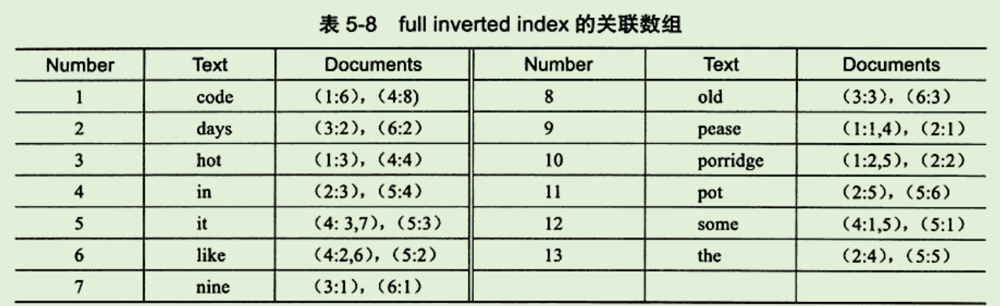 表 5-8 full inverted index 的关联数组
Number Text Documents Number Text Documents
1 code （1:6），（4:8) 8 old （3:3），（6:3）
2 days （3:2），（6:2） 9 pease （1:1,4），（2:1）
3 hot （1:3），（4:4） 10 porridge （1:2,5），（2:2）
4 in （2:3），（5:4） 11 pot （2:5），（5:6）
5 it （4: 3,7），（5:3） 12 some （4:1,5），（5:1）
6 like （4:2,6），（5:2） 13 the （2:4），（5:5）
7 nine （3:1），（6:1）